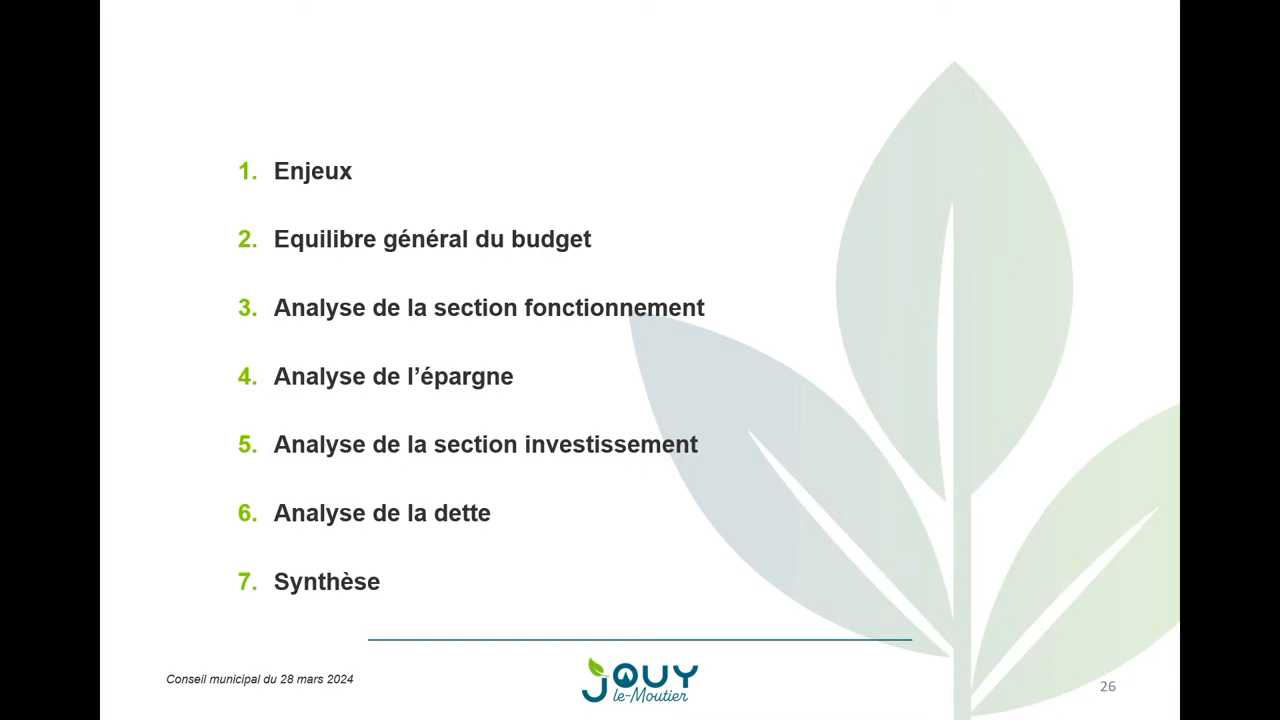 1. Enjeux
2. Equilibre général du budget
3. Analyse de la section fonctionnement
4. Analyse de l’épargne
5. Analyse de la section investissement
6. Analyse de la dette
7. Synthèse
Conseil municipal du 28 mars 2024
JOUY
le-Moutier
26